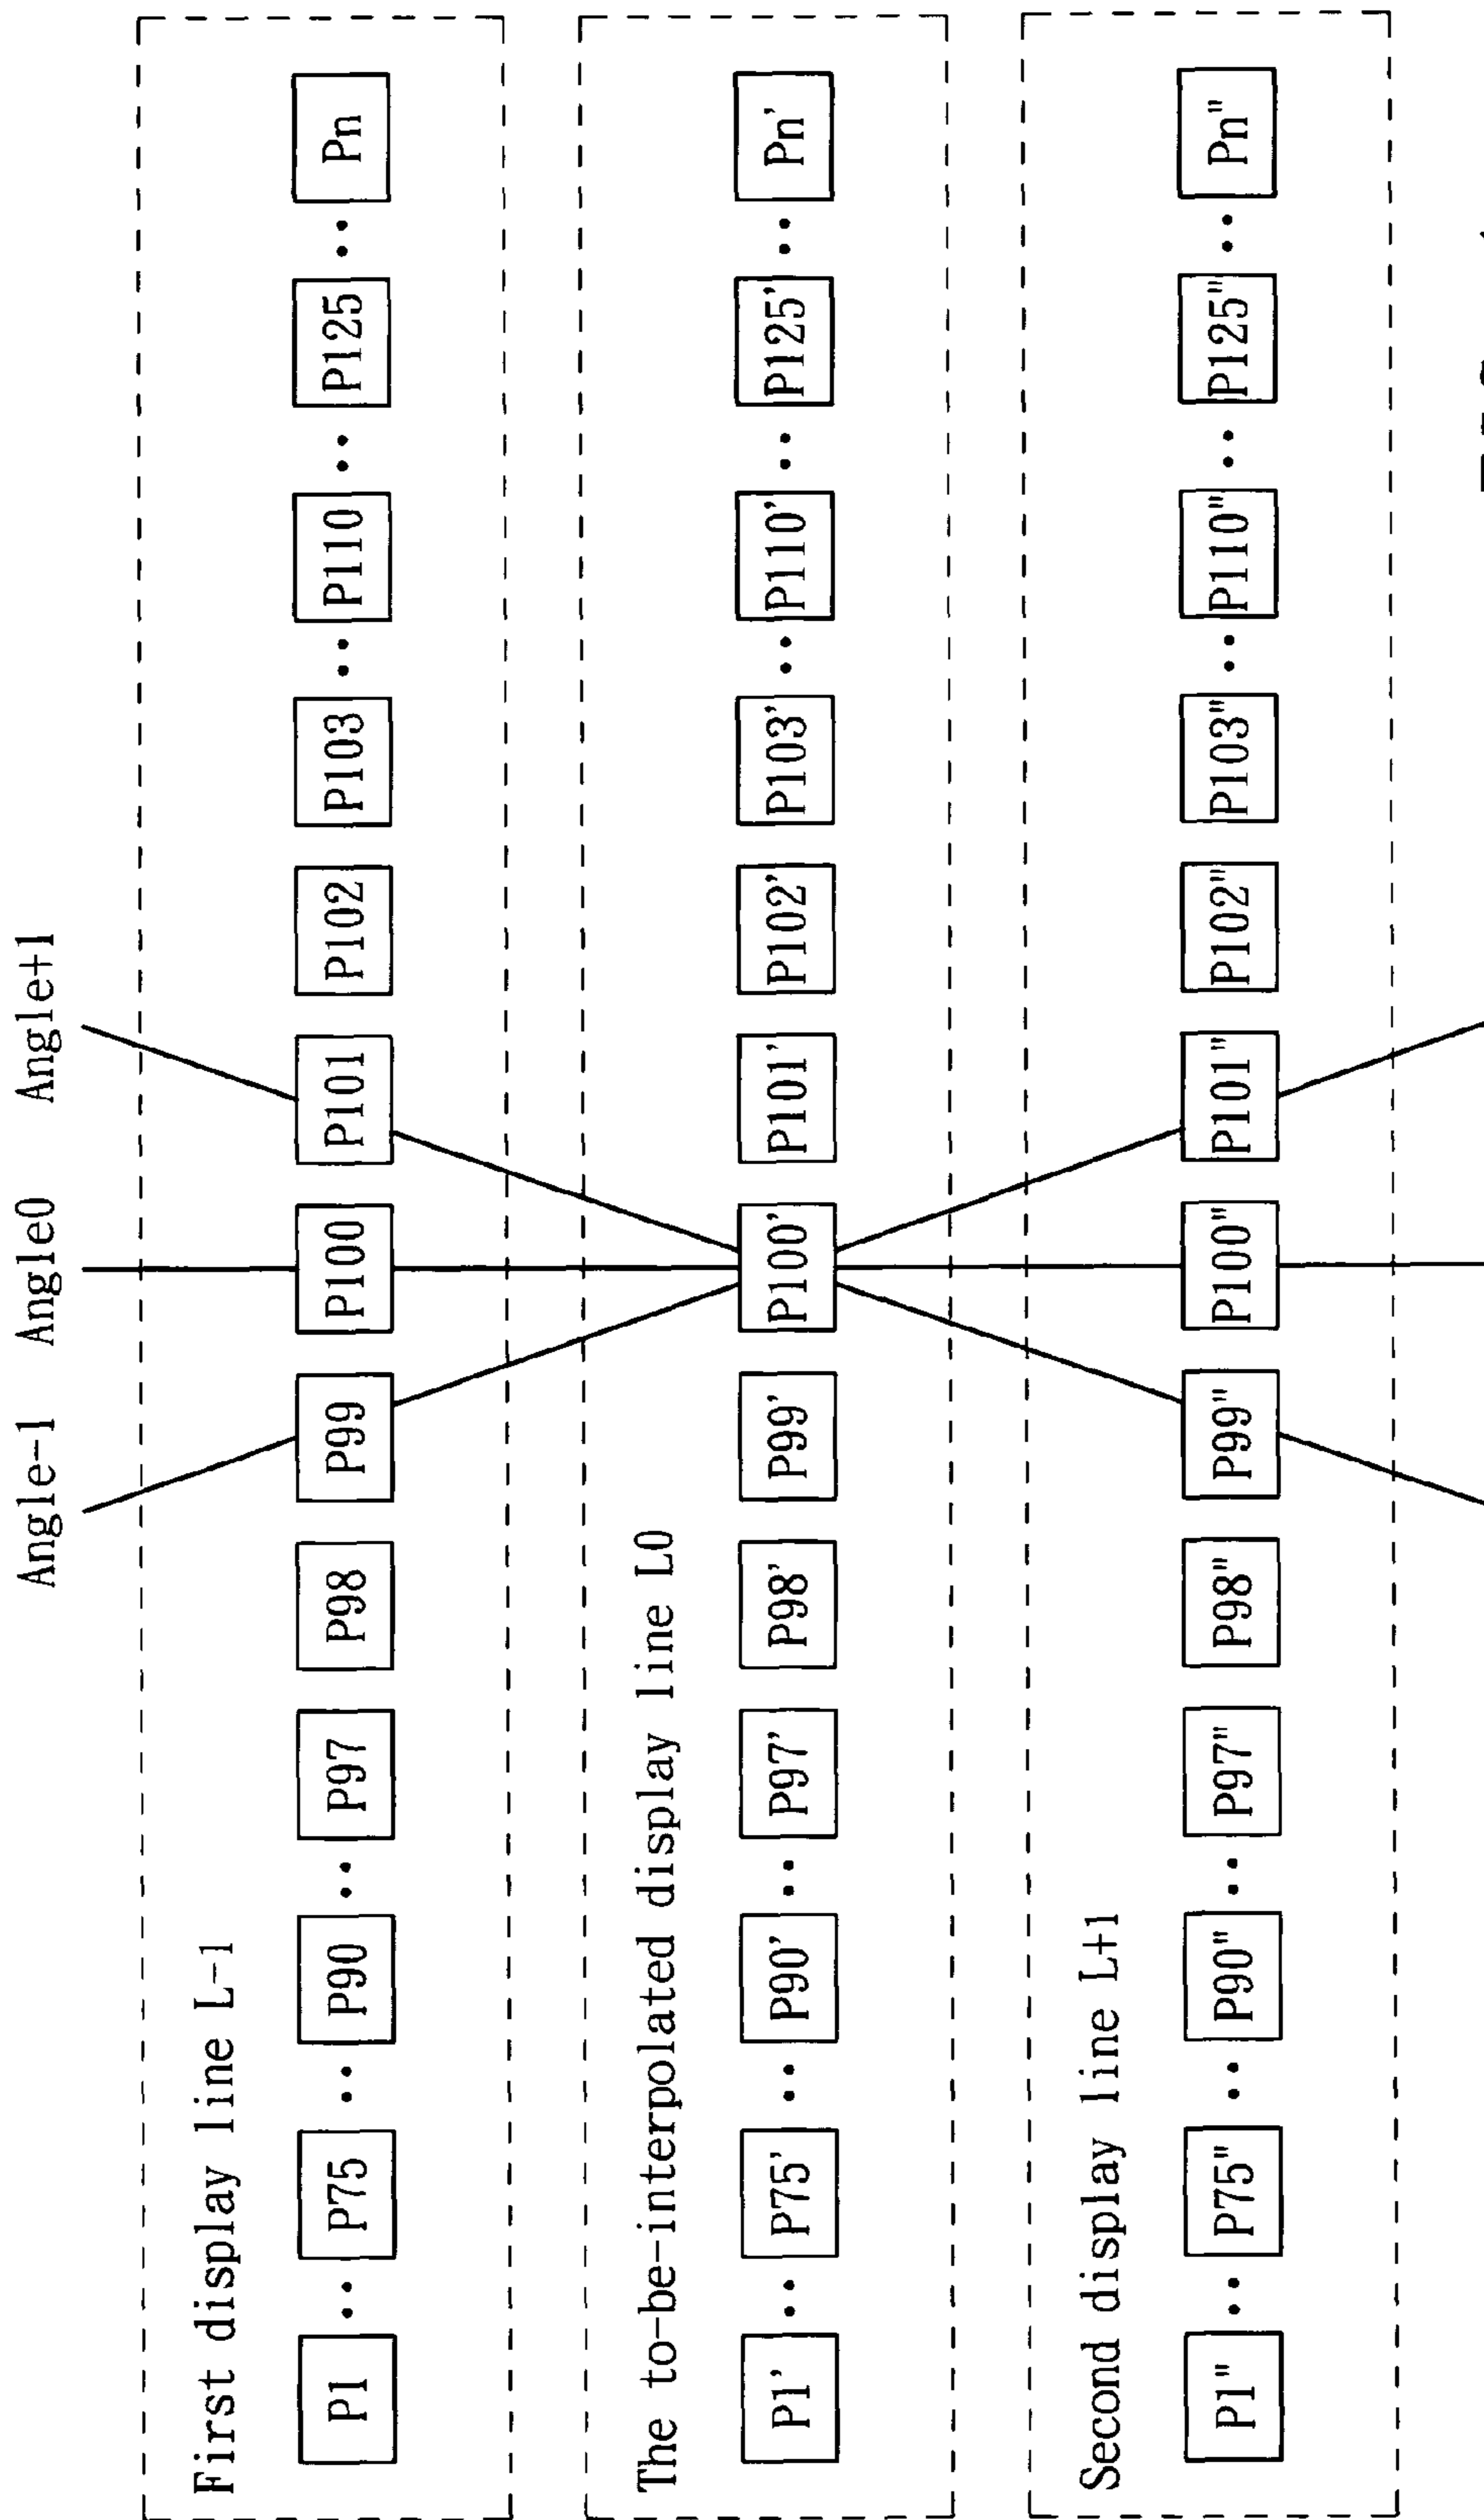 Angle-1 Angle0 Angle+1
First display line L-1
P1 •• P75 •• P90 •• P97 P98 P99 P100 P101 P102 P103 •• P110 •• P125 •• Pn
The to-be-interpolated display line L0
P1' •• P75' •• P90' •• P97' P98' P99' P100' P101' P102' P103' •• P110' •• P125' •• Pn'
Second display line L+1
P1" •• P75" •• P90" •• P97" P98" P99" P100" P101" P102" P103" •• P110" •• P125" •• Pn"